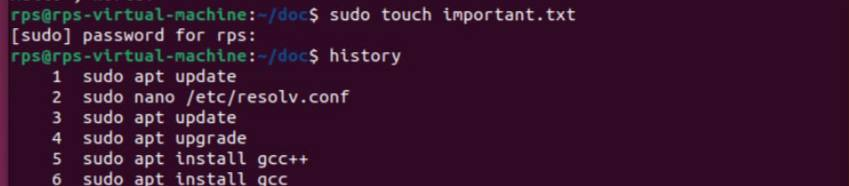 rps@rps-virtual-machine:~/doc$ sudo touch important.txt
[sudo] password for rps:
rps@rps-virtual-machine:~/doc$ history
1 sudo apt update
2 sudo nano /etc/resolv.conf
3 sudo apt update
4 sudo apt upgrade
5 sudo apt install gcc++
6 sudo apt install gcc